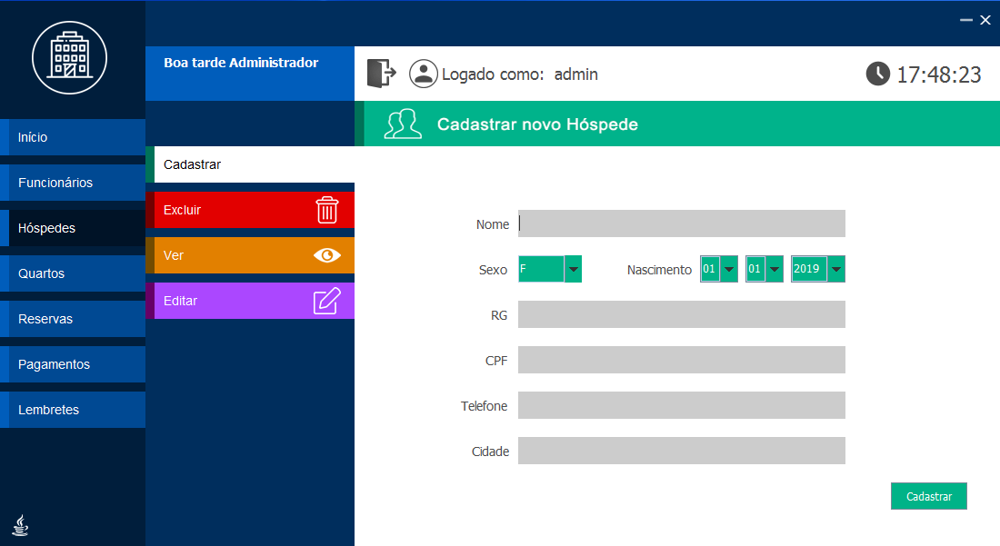 Boa tarde Administrador
Logado como: admin
17:48:23
Cadastrar novo Hóspede
Início
Funcionários
Hóspedes
Quartos
Reservas
Pagamentos
Lembretes
Cadastrar
Excluir
Ver
Editar
Nome
Sexo F Nascimento 01 01 2019
RG
CPF
Telefone
Cidade
Cadastrar